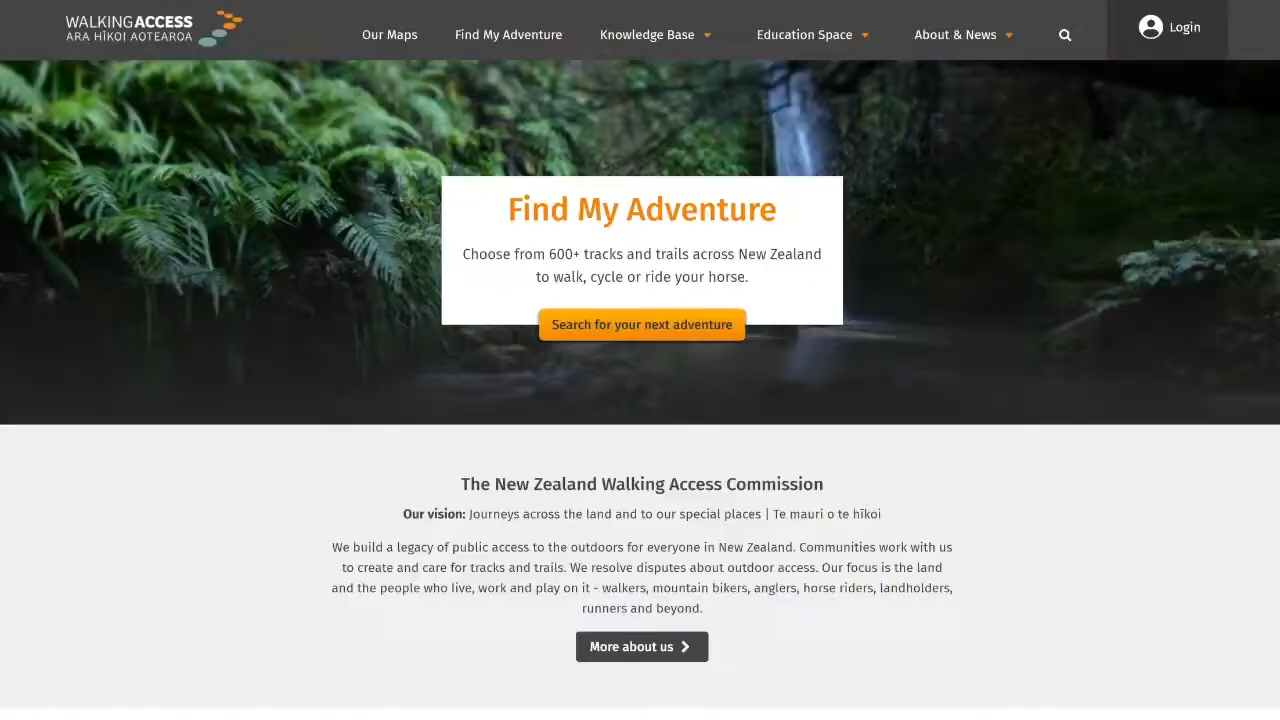 WALKING ACCESS
ARA HĪKOI AOTEAROA
Our Maps
Find My Adventure
Knowledge Base
Education Space
About & News
Login
Find My Adventure
Choose from 600+ tracks and trails across New Zealand
to walk, cycle or ride your horse.
Search for your next adventure
The New Zealand Walking Access Commission
Our vision: Journeys across the land and to our special places | Te mauri o te hīkoi
We build a legacy of public access to the outdoors for everyone in New Zealand. Communities work with us
to create and care for tracks and trails. We resolve disputes about outdoor access. Our focus is the land
and the people who live, work and play on it - walkers, mountain bikers, anglers, horse riders, landholders,
runners and beyond.
More about us